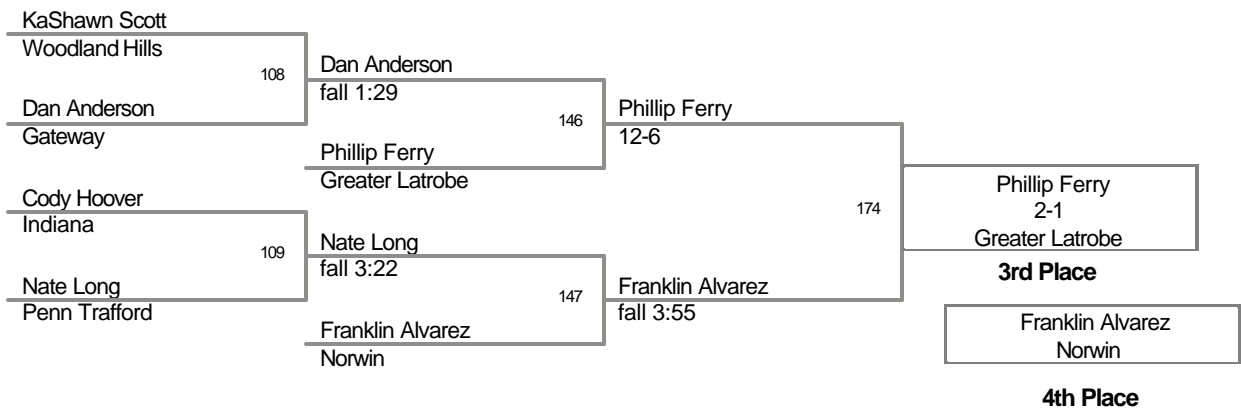 KaShawn Scott
Woodland Hills
108
Dan Anderson
Gateway
Dan Anderson
fall 1:29
146
Phillip Ferry
Greater Latrobe
Phillip Ferry
12-6
Cody Hoover
Indiana
109
Nate Long
Penn Trafford
Nate Long
fall 3:22
147
Franklin Alvarez
Norwin
Franklin Alvarez
fall 3:55
174
Phillip Ferry
2-1
Greater Latrobe
3rd Place
Franklin Alvarez
Norwin
4th Place